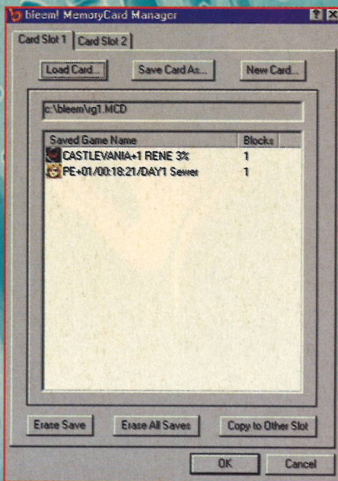 bleem! MemoryCard Manager
Card Slot 1 Card Slot 2
Load Card... Save Card As... New Card...
c:\bleem\rg1.MCD
Saved Game Name Blocks
CASTLEVANIA+1 RENE 3% 1
PE+01/00:18:21/DAY1 Sewer 1
Erase Save Erase All Saves Copy to Other Slot
OK Cancel